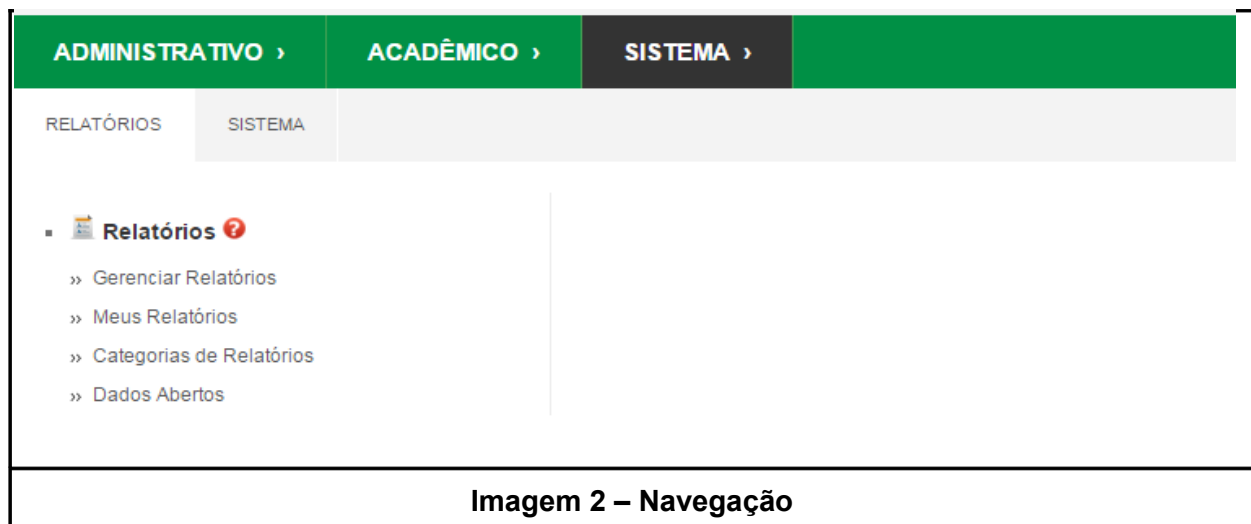 ADMINISTRATIVO › ACADÊMICO › SISTEMA ›
RELATÓRIOS SISTEMA
▪ Relatórios ?
›› Gerenciar Relatórios
›› Meus Relatórios
›› Categorias de Relatórios
›› Dados Abertos
Imagem 2 – Navegação